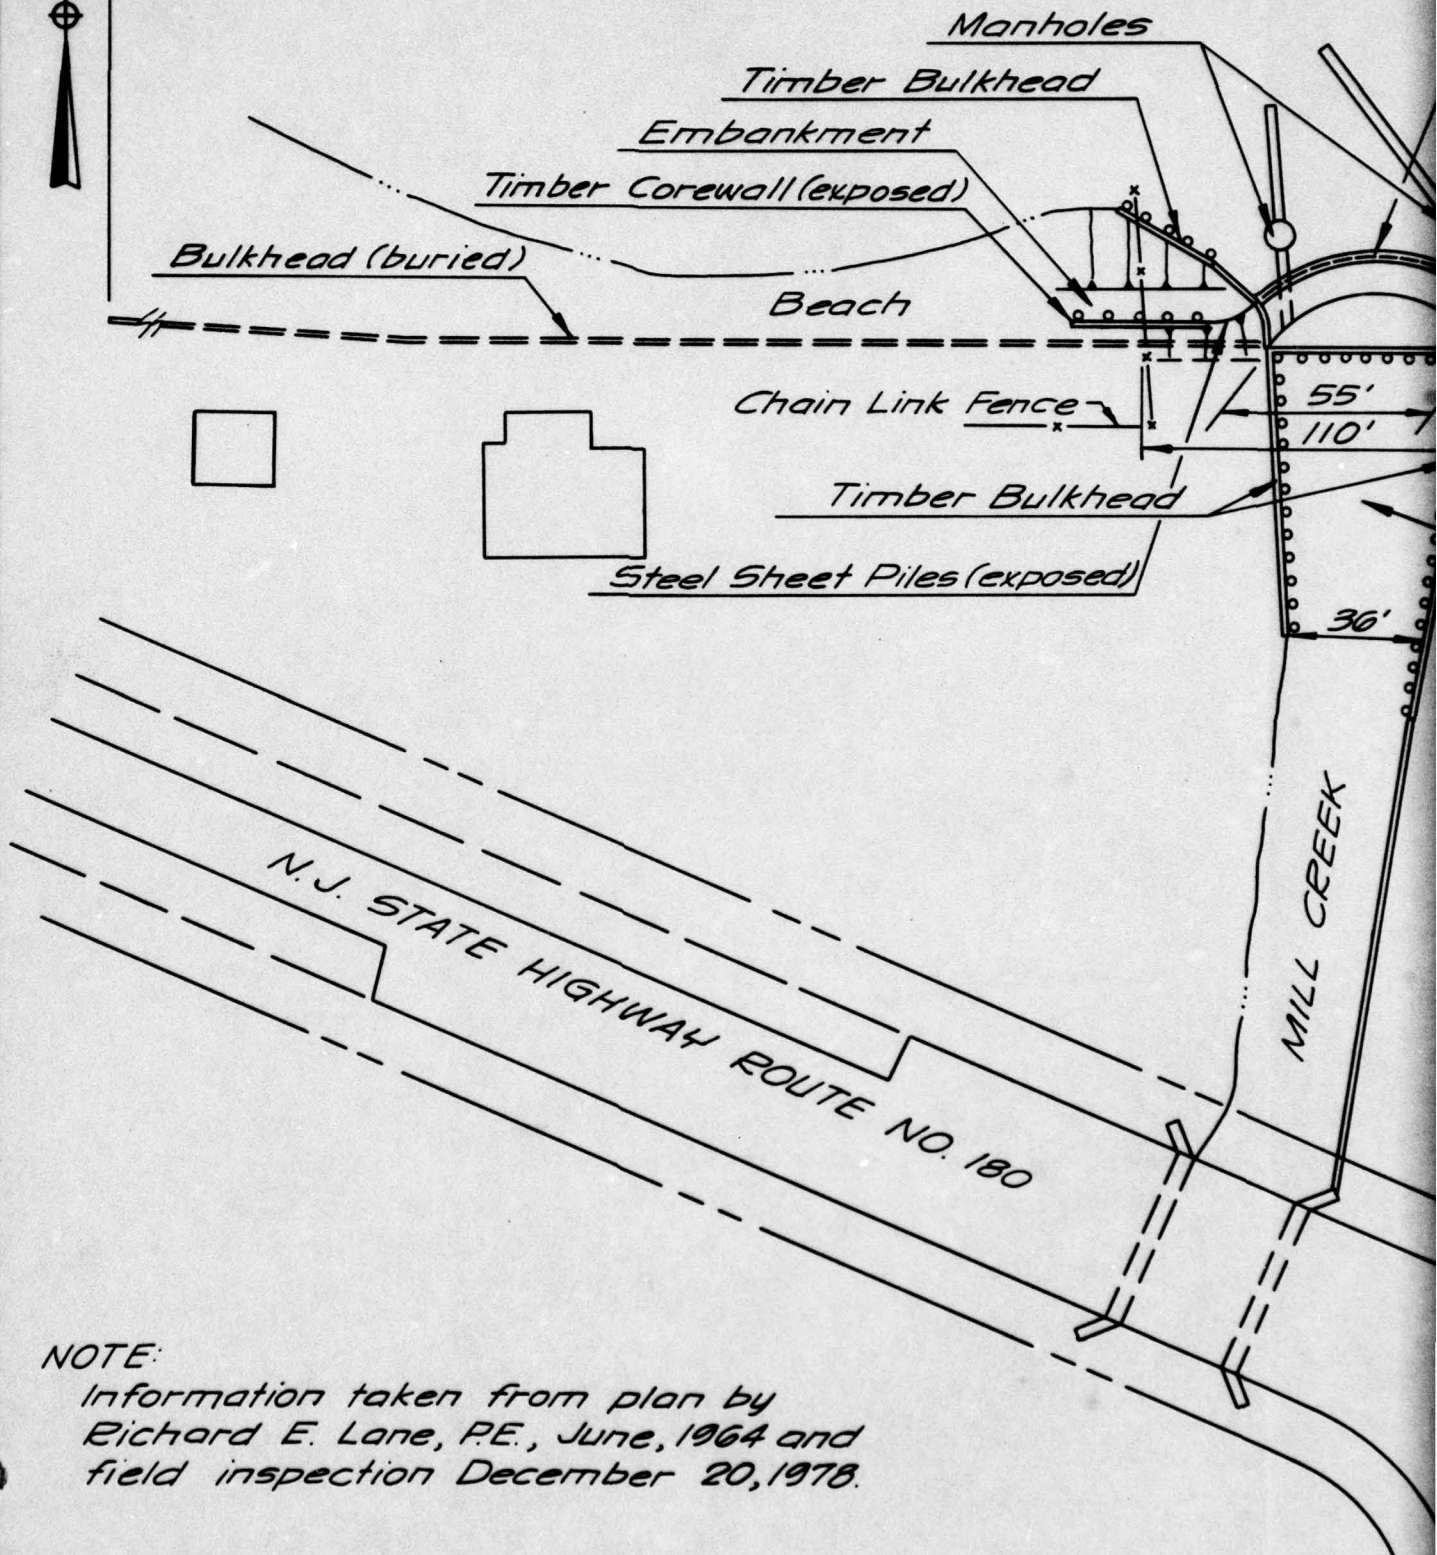 Manholes
Timber Bulkhead
Embankment
Timber Corewall (exposed)
Bulkhead (buried)
Beach
Chain Link Fence
55'
110'
Timber Bulkhead
Steel Sheet Piles (exposed)
36'
MILL CREEK
N.J. STATE HIGHWAY ROUTE NO. 180
NOTE:
Information taken from plan by
Richard E. Lane, P.E., June, 1964 and
field inspection December 20, 1978.